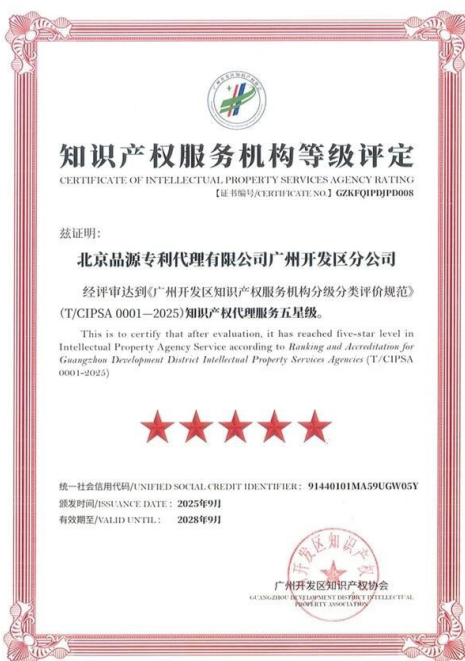 知识产权服务机构等级评定
CERTIFICATE OF INTELLECTUAL PROPERTY SERVICES AGENCY RATING
【证书编号/CERTIFICATE NO.】GZKFQIPDJPD008
兹证明：
北京品源专利代理有限公司广州开发区分公司
经评审达到《广州开发区知识产权服务机构分级分类评价规范》
(T/CIPSA 0001—2025)知识产权代理服务五星级。
This is to certify that after evaluation, it has reached five-star level in
Intellectual Property Agency Service according to Ranking and Accreditation for
Guangzhou Development District Intellectual Property Services Agencies (T/CIPSA
0001-2025)
统一社会信用代码/UNIFIED SOCIAL CREDIT IDENTIFIER：91440101MA59UGW05Y
颁发时间/ISSUANCE DATE：2025年9月
有效期至/VALID UNTIL：2028年9月
广州开发区知识产权协会
GUANGZHOU DEVELOPMENT DISTRICT INTELLECTUAL
PROPERTY ASSOCIATION